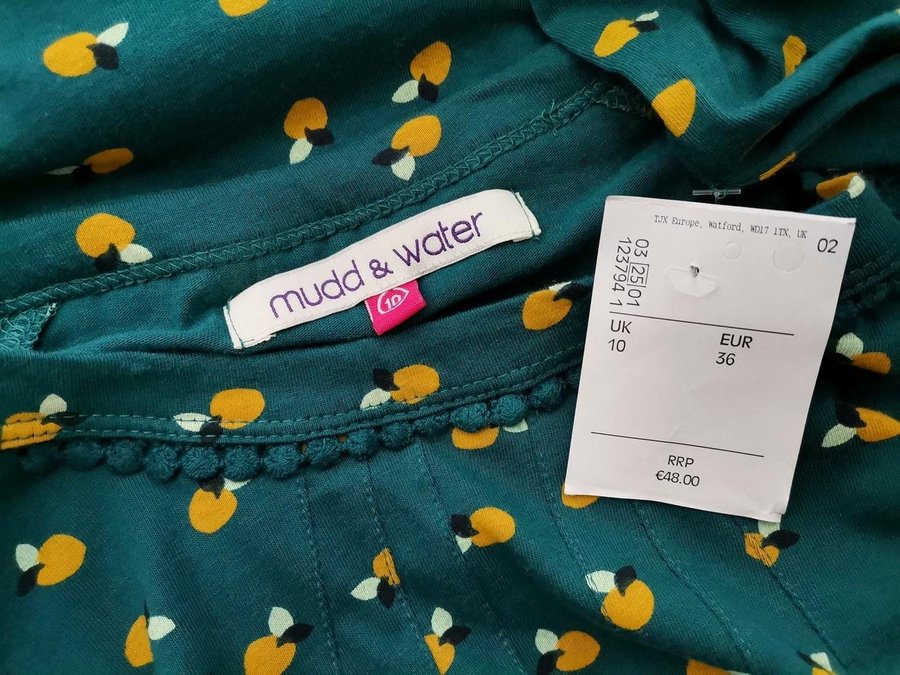 mudd & water
10
TJX Europe, Watford, WD17 1TX, UK
02
03 25 01
123794 1
UK
10
EUR
36
RRP
€48.00